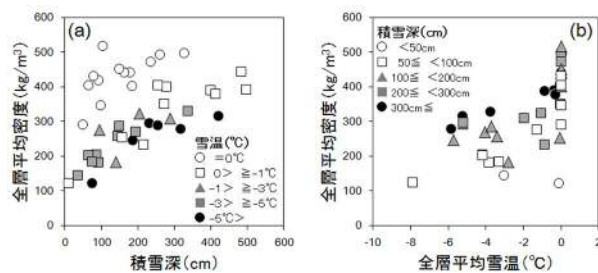 (a)
全層平均密度(kg/m³)
600
500
400
300
200
100
0
0 100 200 300 400 500 600
積雪深(cm)
雪温(℃)
=0℃
0> ≧-1℃
-1> ≧-3℃
-3> ≧-5℃
-5℃>
(b)
全層平均密度(kg/m³)
600
500
400
300
200
100
0
-10 -8 -6 -4 -2 0 2
全層平均雪温(℃)
積雪深(cm)
<50cm
50≦ <100cm
100≦ <200cm
200≦ <300cm
300cm≦